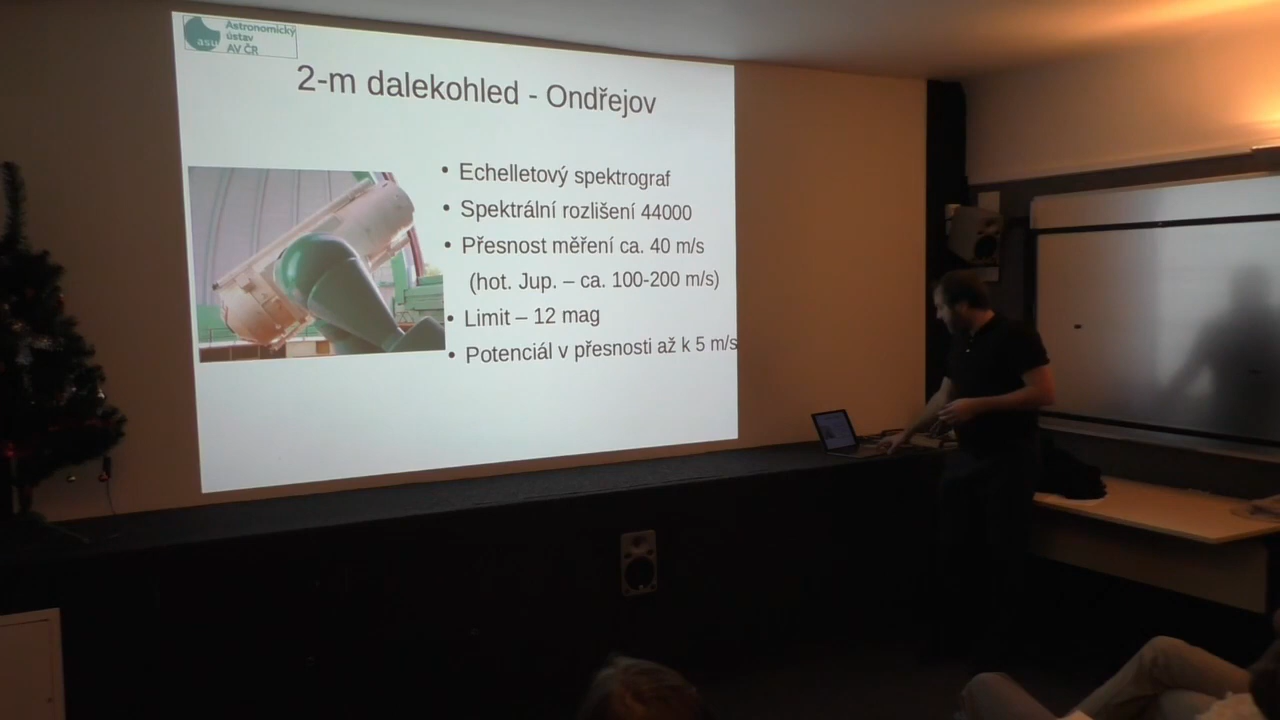 asu
Astronomický
ústav
AV ČR
2-m dalekohled - Ondřejov
• Echelletový spektrograf
• Spektrální rozlišení 44000
• Přesnost měření ca. 40 m/s
(hot. Jup. – ca. 100-200 m/s)
• Limit – 12 mag
• Potenciál v přesnosti až k 5 m/s